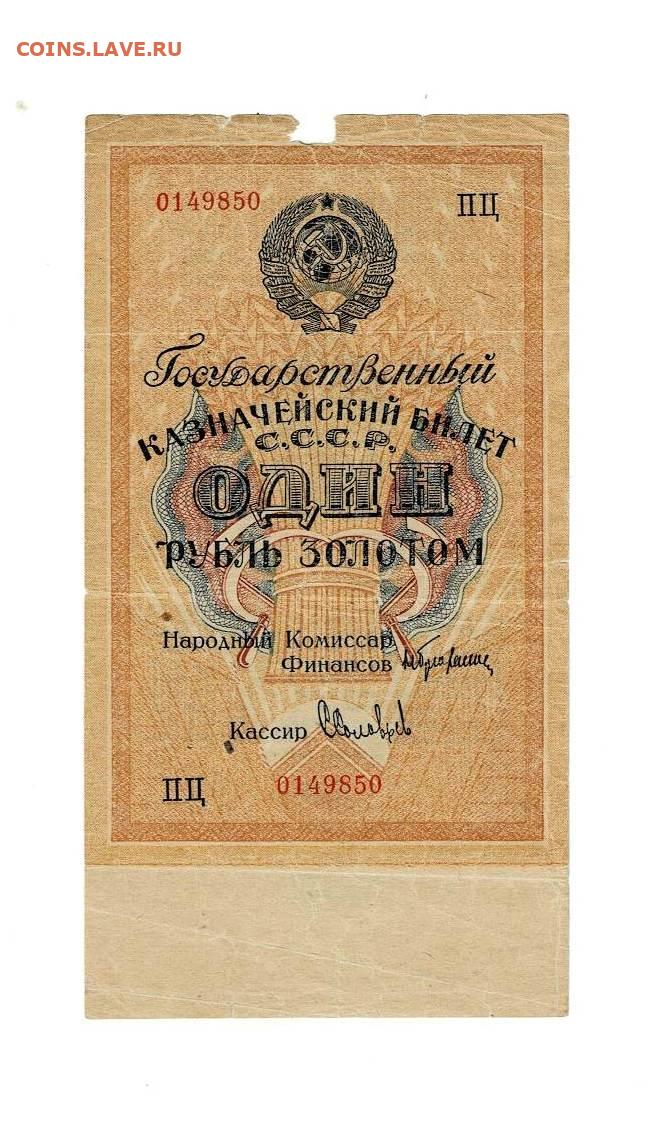 COINS.LAVE.RU
0149850 ПЦ
Государственный
КАЗНАЧЕЙСКИЙ БИЛЕТ
С.С.С.Р.
ОДИН
РУБЛЬ ЗОЛОТОМ
Народный Комиссар
Финансов
Кассир
ПЦ 0149850